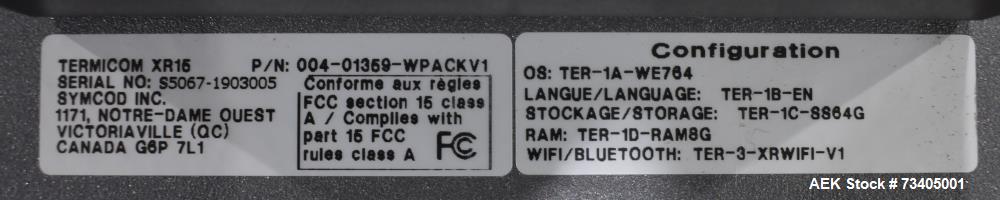 TERMICOM XR15 P/N: 004-01359-WPACKV1
SERIAL NO: S5067-1903005
SYMCOD INC.
1171, NOTRE-DAME OUEST
VICTORIAVILLE (QC)
CANADA G6P 7L1
Conforme aux règles
FCC section 15 class
A / Complies with
part 15 FCC
rules class A
FC
Configuration
OS: TER-1A-WE764
LANGUE/LANGUAGE: TER-1B-EN
STOCKAGE/STORAGE: TER-1C-SS64G
RAM: TER-1D-RAM8G
WIFI/BLUETOOTH: TER-3-XRWIFI-V1
AEK Stock # 73405001